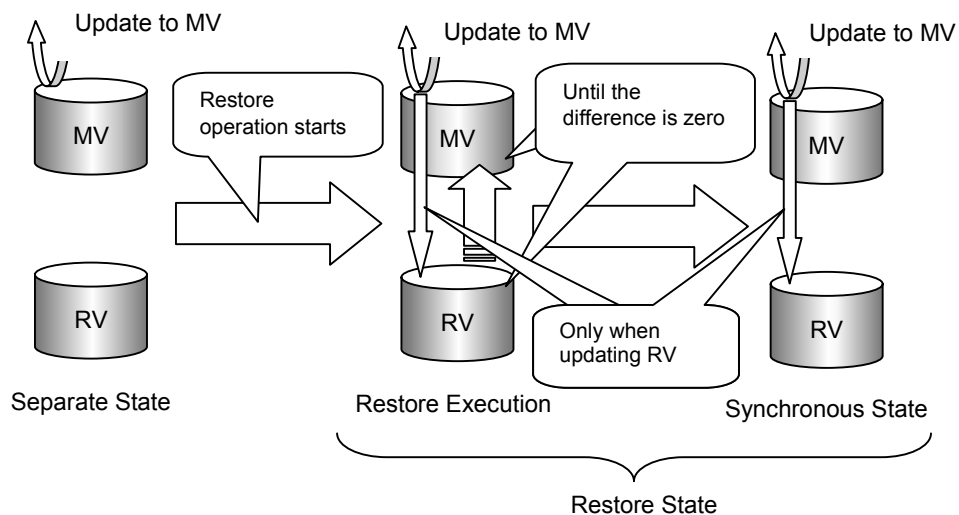 Update to MV
Update to MV
Update to MV
Restore
operation starts
Until the
difference is zero
MV
MV
MV
RV
RV
RV
Only when
updating RV
Separate State
Restore Execution
Synchronous State
Restore State